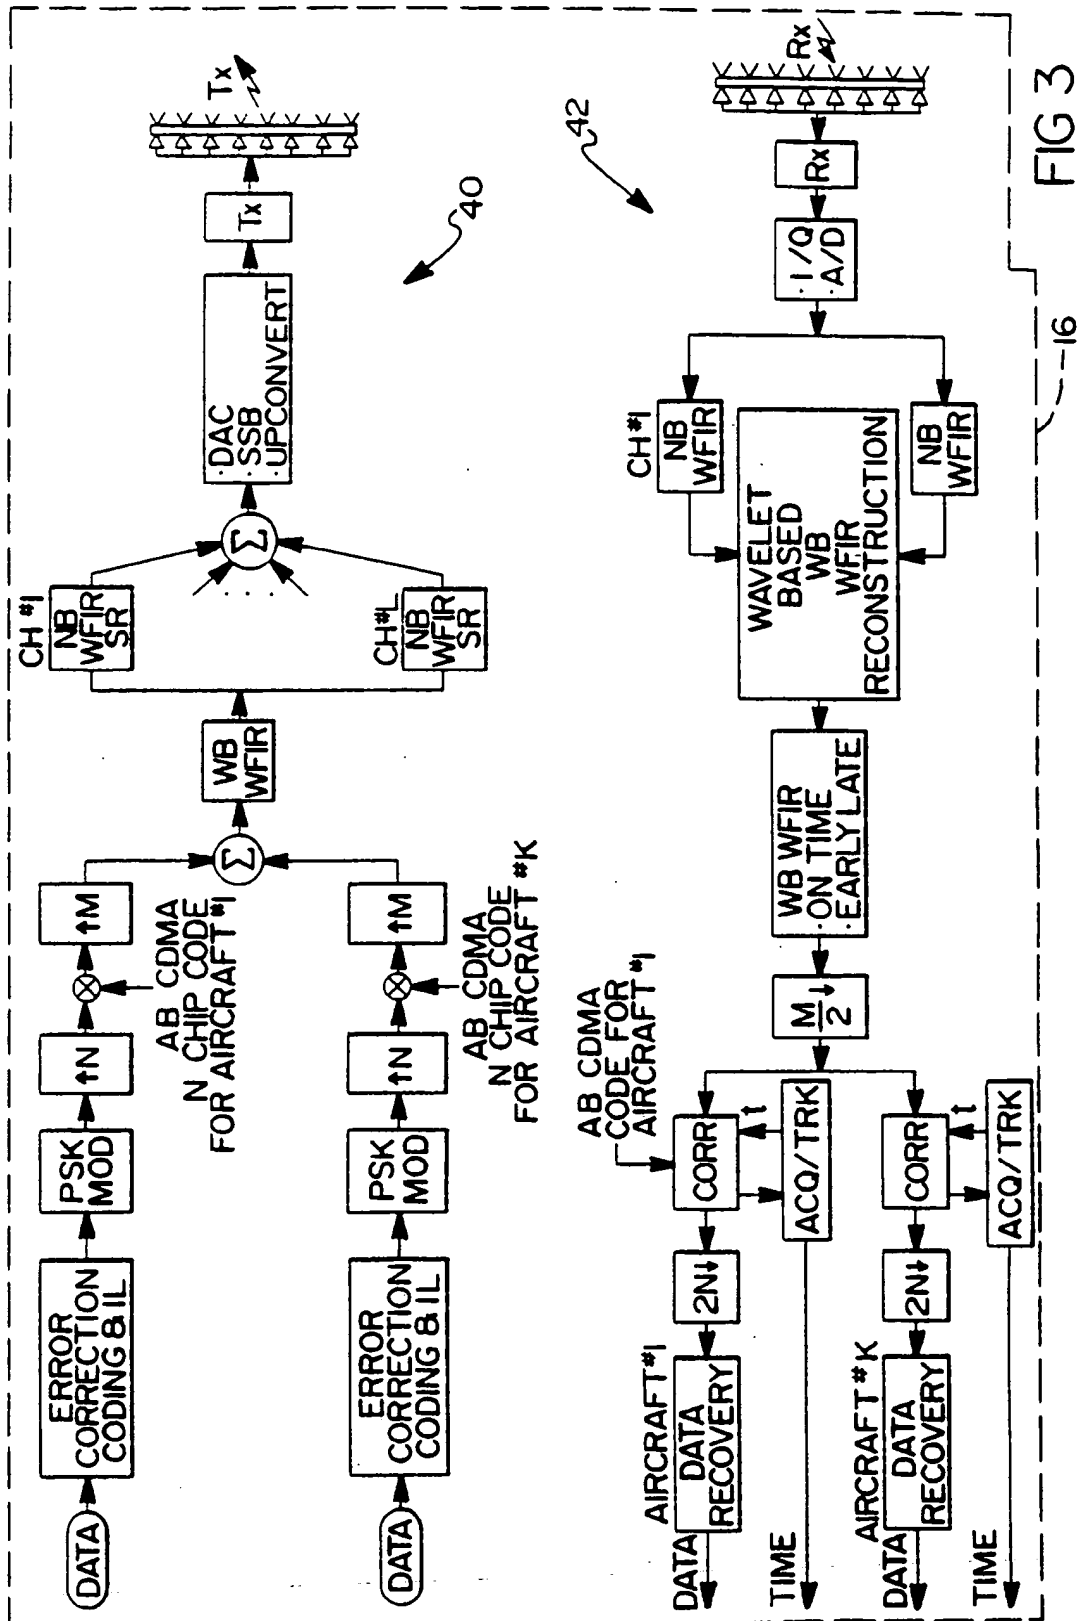 DATA
ERROR
CORRECTION
CODING & IL
PSK
MOD
↑N
AB CDMA
N CHIP CODE
FOR AIRCRAFT #1
↑M
DATA
ERROR
CORRECTION
CODING & IL
PSK
MOD
↑N
AB CDMA
N CHIP CODE
FOR AIRCRAFT #K
↑M
Σ
WB
WFIR
CH #1
NB
WFIR
SR
CH #L
NB
WFIR
SR
....
Σ
·DAC
·SSB
·UPCONVERT
Tx
Tx
40
42
Rx
Rx
·I/Q
·A/D
CH #1
NB
WFIR
NB
WFIR
WAVELET
BASED
WB
WFIR
RECONSTRUCTION
WB WFIR
·ON TIME
·EARLY LATE
M↓
2
AB CDMA
CODE FOR
AIRCRAFT #1
CORR
t
ACQ/TRK
2N↓
AIRCRAFT #1
DATA
RECOVERY
DATA
TIME
CORR
t
ACQ/TRK
2N↓
AIRCRAFT #K
DATA
RECOVERY
DATA
TIME
16
FIG 3